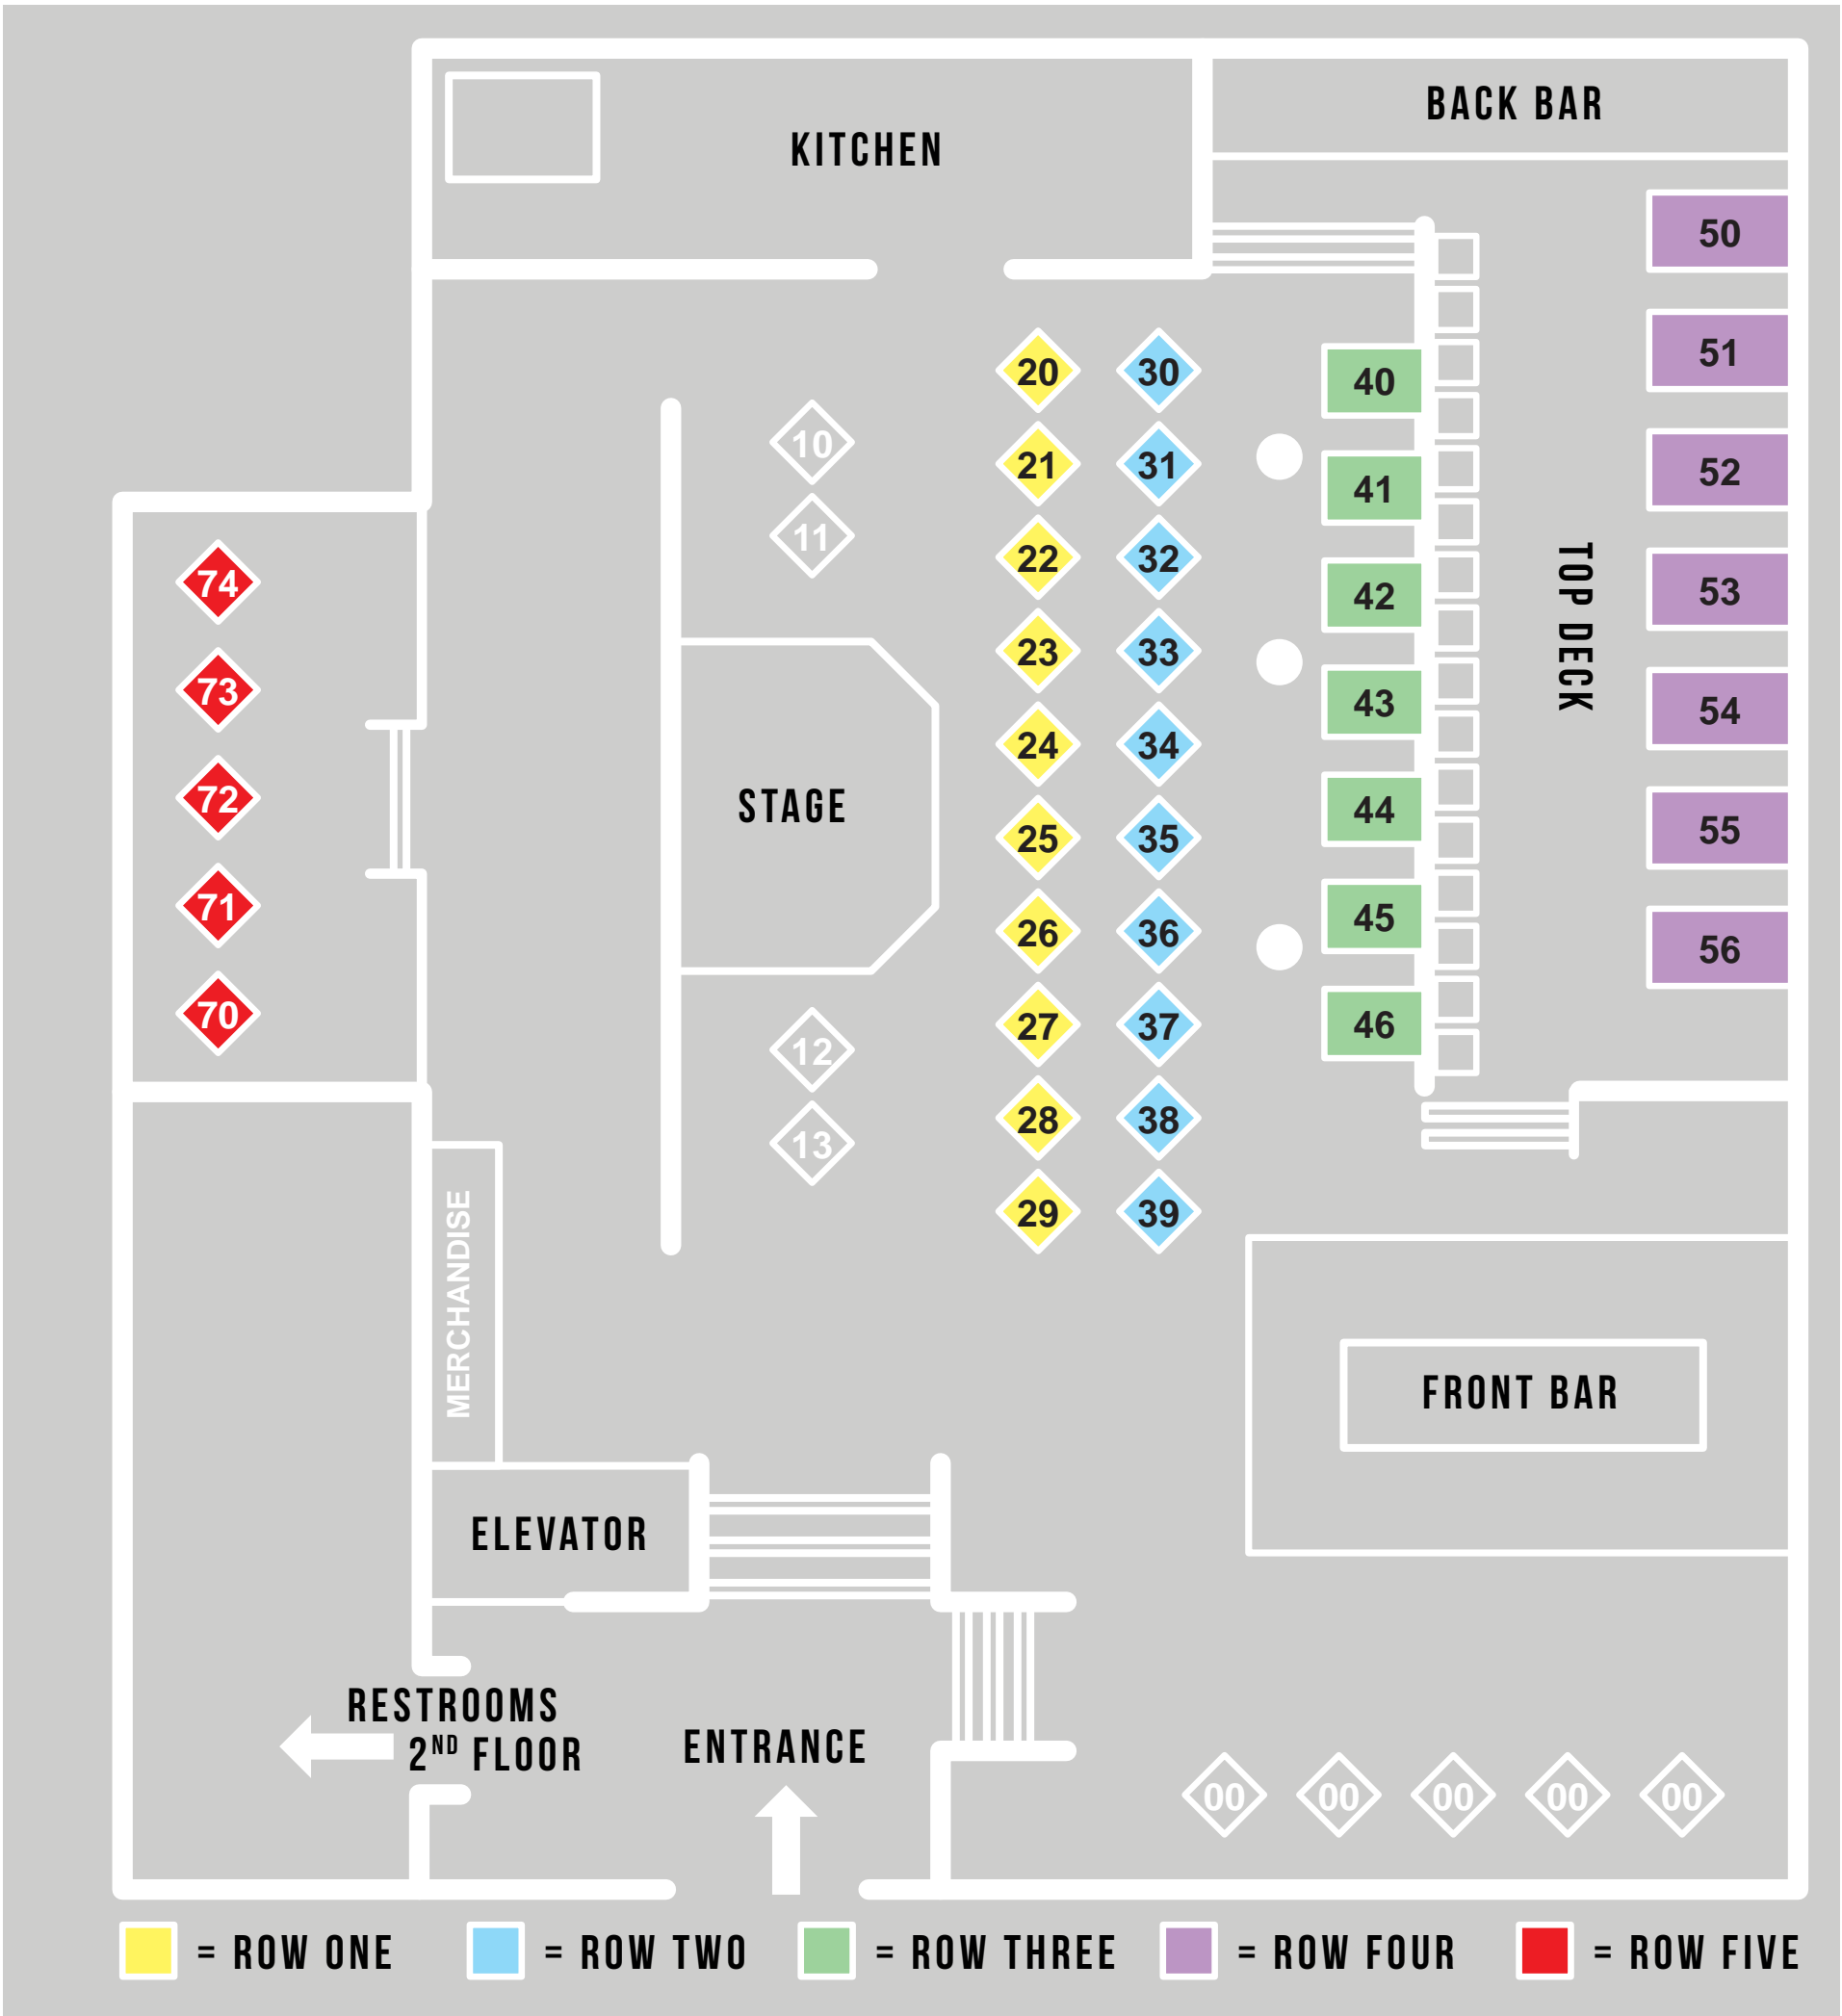 BACK BAR
KITCHEN
50
51
20 30
40
10
21 31
41
52
11
22 32
TOP DECK
74
42
53
23 33
73
43
54
24 34
72
STAGE
44
25 35
55
71
45
26 36
56
70
27 37
46
12
28 38
13
29 39
MERCHANDISE
FRONT BAR
ELEVATOR
RESTROOMS
2ND FLOOR
ENTRANCE
00 00 00 00 00
= ROW ONE = ROW TWO = ROW THREE = ROW FOUR = ROW FIVE